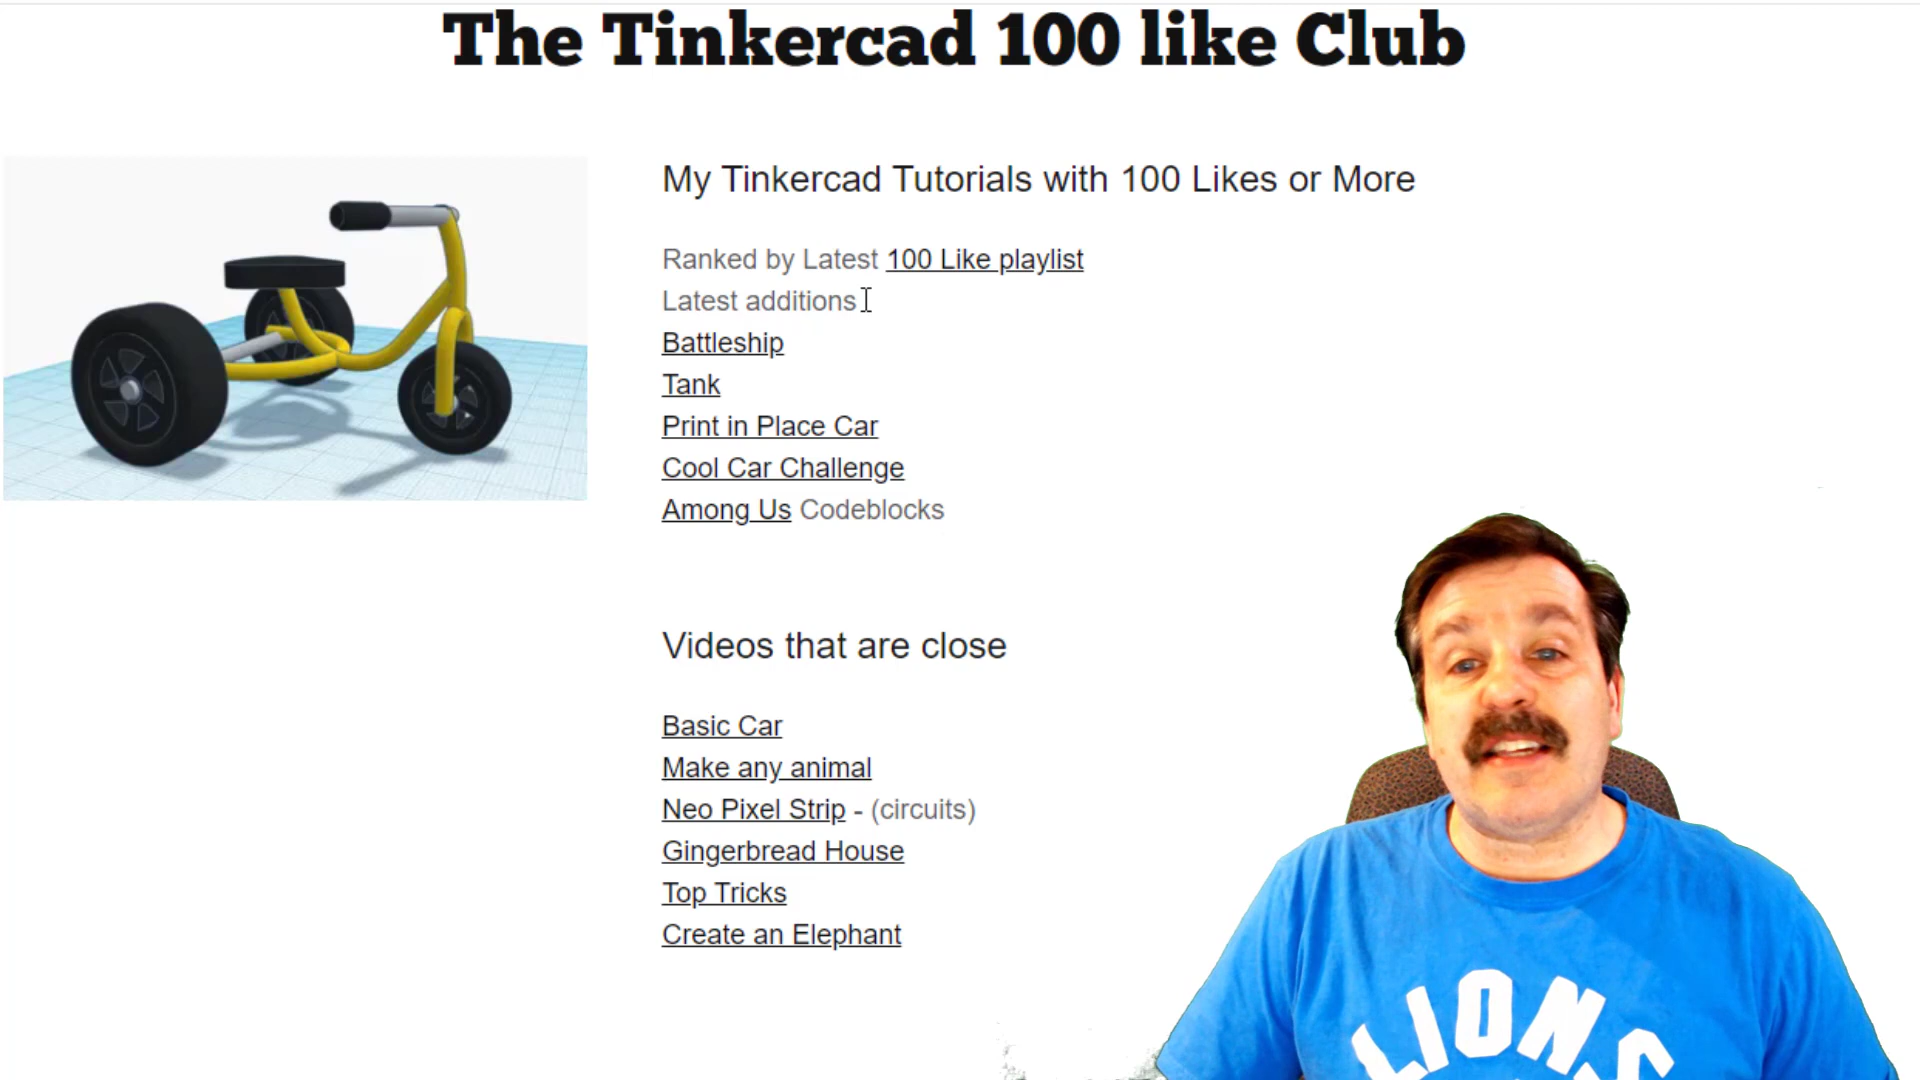 The Tinkercad 100 like Club
My Tinkercad Tutorials with 100 Likes or More
Ranked by Latest 100 Like playlist
Latest additions
Battleship
Tank
Print in Place Car
Cool Car Challenge
Among Us Codeblocks
Videos that are close
Basic Car
Make any animal
Neo Pixel Strip - (circuits)
Gingerbread House
Top Tricks
Create an Elephant
LIONS